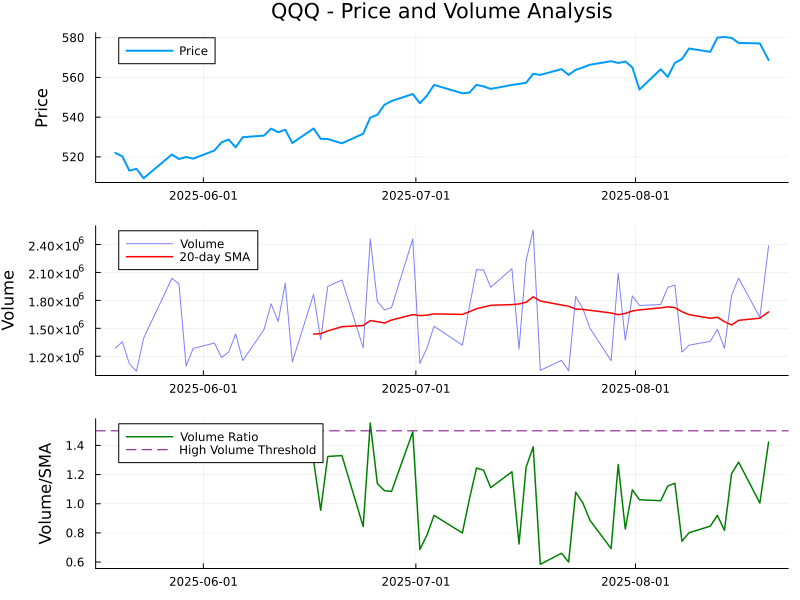 QQQ - Price and Volume Analysis
Price
580
560
540
520
Price
2025-06-01
2025-07-01
2025-08-01
Volume
20-day SMA
2.40×10⁶
2.10×10⁶
1.80×10⁶
1.50×10⁶
1.20×10⁶
Volume
2025-06-01
2025-07-01
2025-08-01
Volume Ratio
High Volume Threshold
1.4
1.2
1.0
0.8
0.6
Volume/SMA
2025-06-01
2025-07-01
2025-08-01